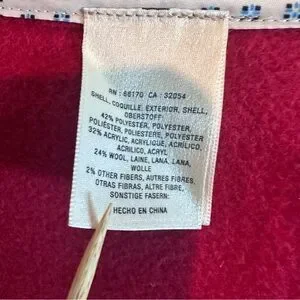 RN : 66170 CA : 32054
SHELL, COQUILLE, EXTERIOR, SHELL,
OBERSTOFF:
42% POLYESTER, POLYESTER,
POLIÉSTER, POLIESTERE, POLYESTER
32% ACRYLIC, ACRYLIQUE, ACRÍLICO,
ACRILICO, ACRYL
24% WOOL, LAINE, LANA, LANA,
WOLLE
2% OTHER FIBERS, AUTRES FIBRES,
OTRAS FIBRAS, ALTRE FIBRE,
SONSTIGE FASERN:
HECHO EN CHINA